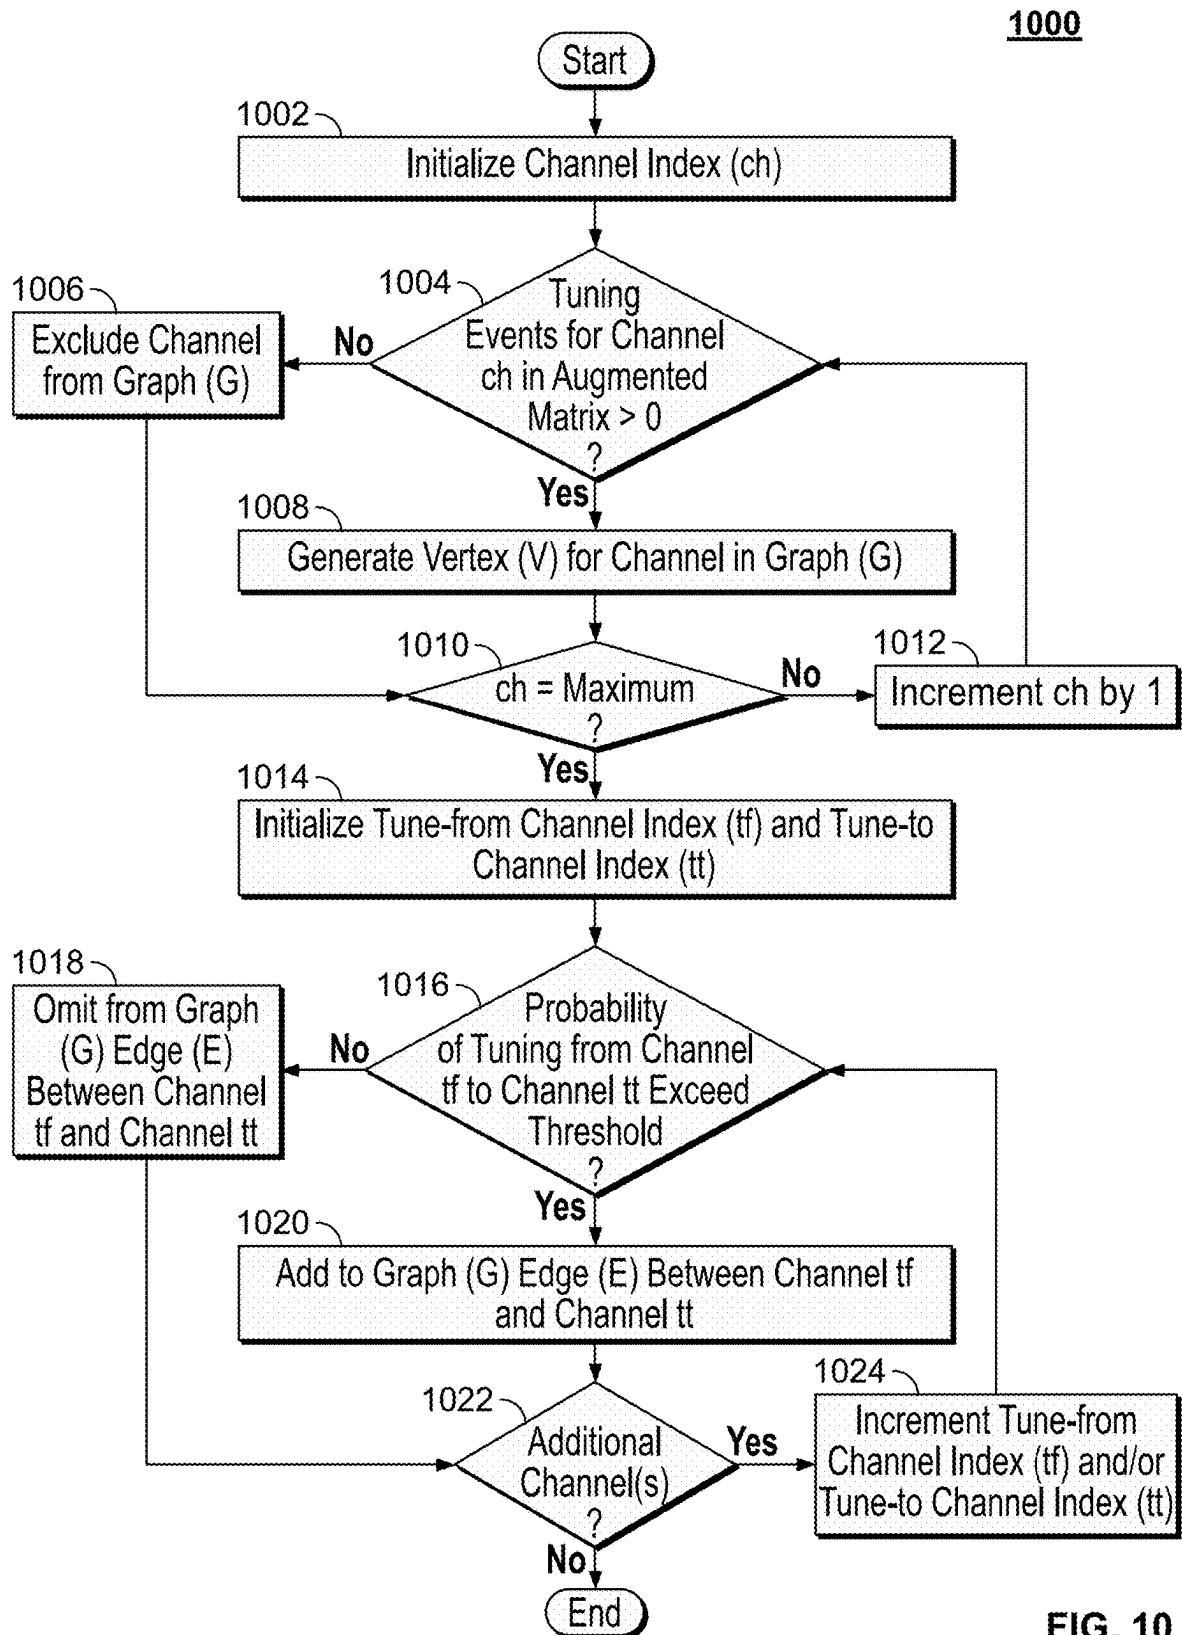 1000
Start
1002
Initialize Channel Index (ch)
1004
Tuning
Events for Channel
ch in Augmented
Matrix > 0
?
No
1006
Exclude Channel
from Graph (G)
Yes
1008
Generate Vertex (V) for Channel in Graph (G)
1010
ch = Maximum
?
No
1012
Increment ch by 1
Yes
1014
Initialize Tune-from Channel Index (tf) and Tune-to
Channel Index (tt)
1016
Probability
of Tuning from Channel
tf to Channel tt Exceed
Threshold
?
No
1018
Omit from Graph
(G) Edge (E)
Between Channel
tf and Channel tt
Yes
1020
Add to Graph (G) Edge (E) Between Channel tf
and Channel tt
1022
Additional
Channel(s)
?
Yes
1024
Increment Tune-from
Channel Index (tf) and/or
Tune-to Channel Index (tt)
No
End
FIG. 10